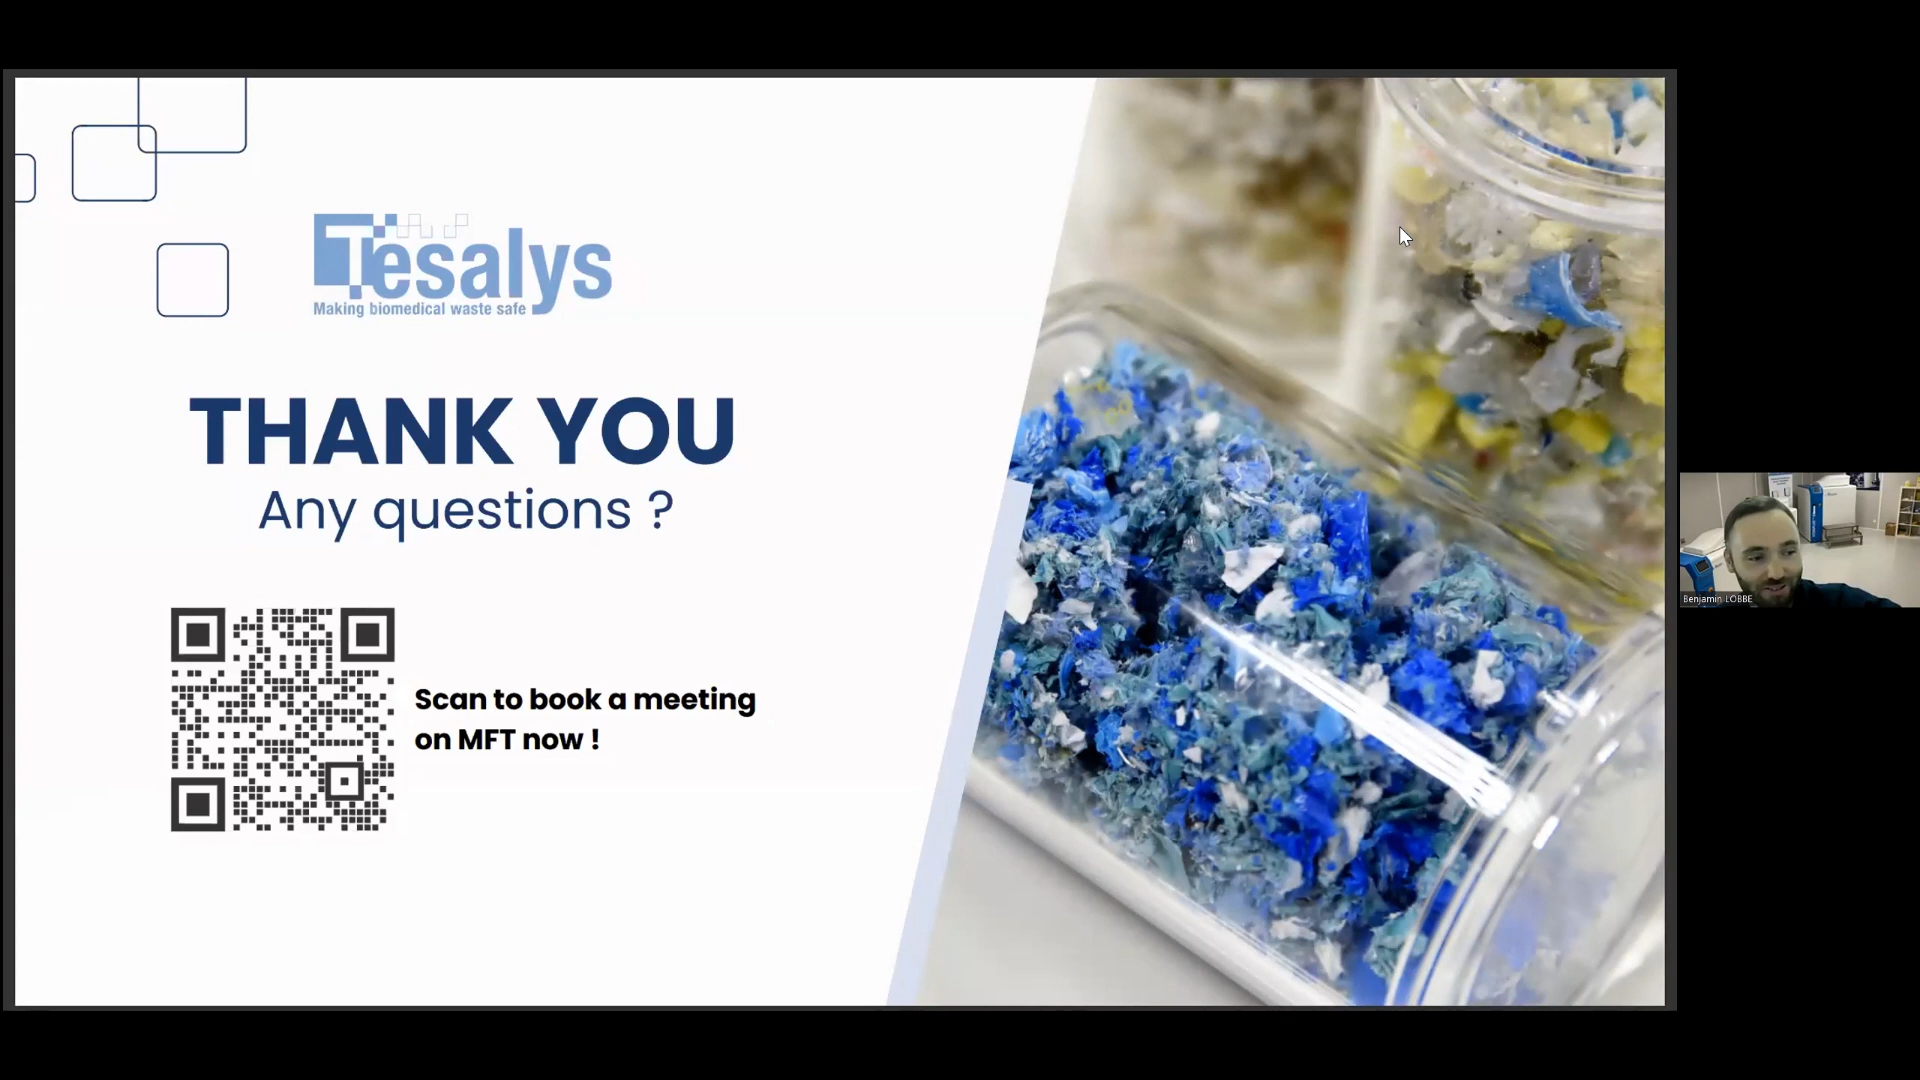 Tesalys
Making biomedical waste safe
THANK YOU
Any questions ?
Scan to book a meeting
on MFT now !
Benjamin LOBBE